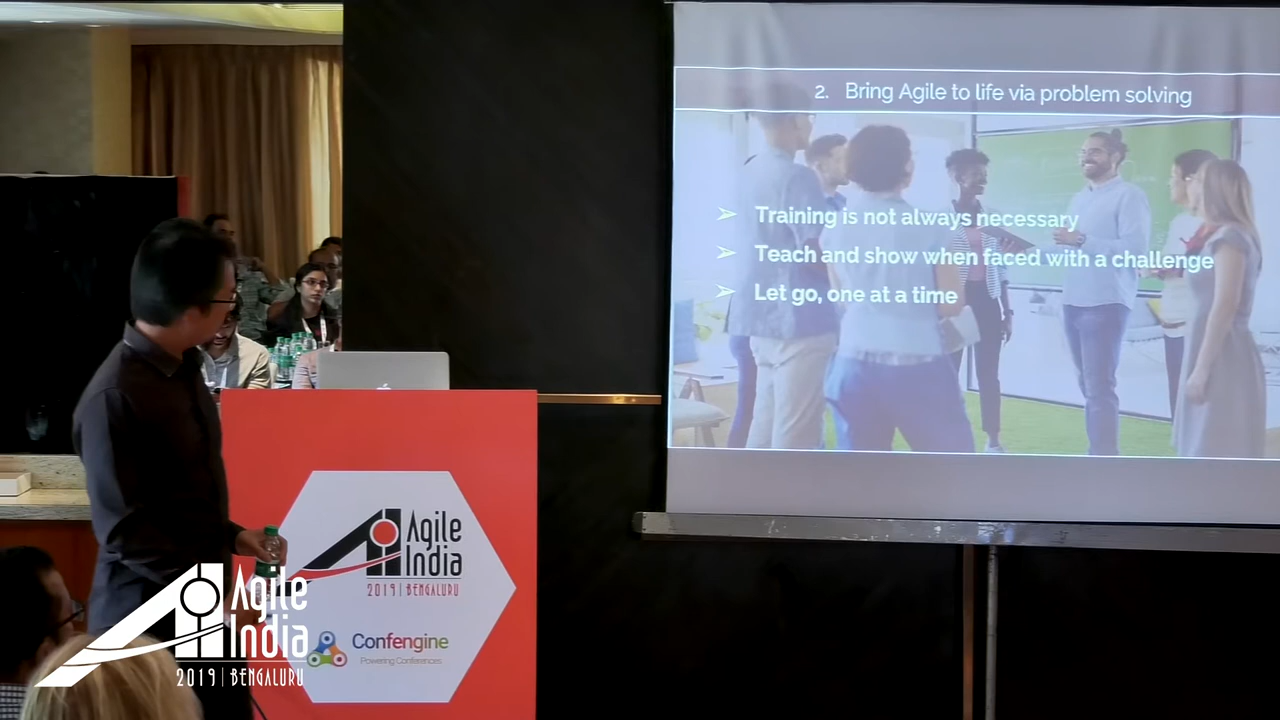 2. Bring Agile to life via problem solving
➢ Training is not always necessary
➢ Teach and show when faced with a challenge
➢ Let go, one at a time
Agile
India
2019 | BENGALURU
Confengine
Powering Conferences
Agile
India
2019 | BENGALURU